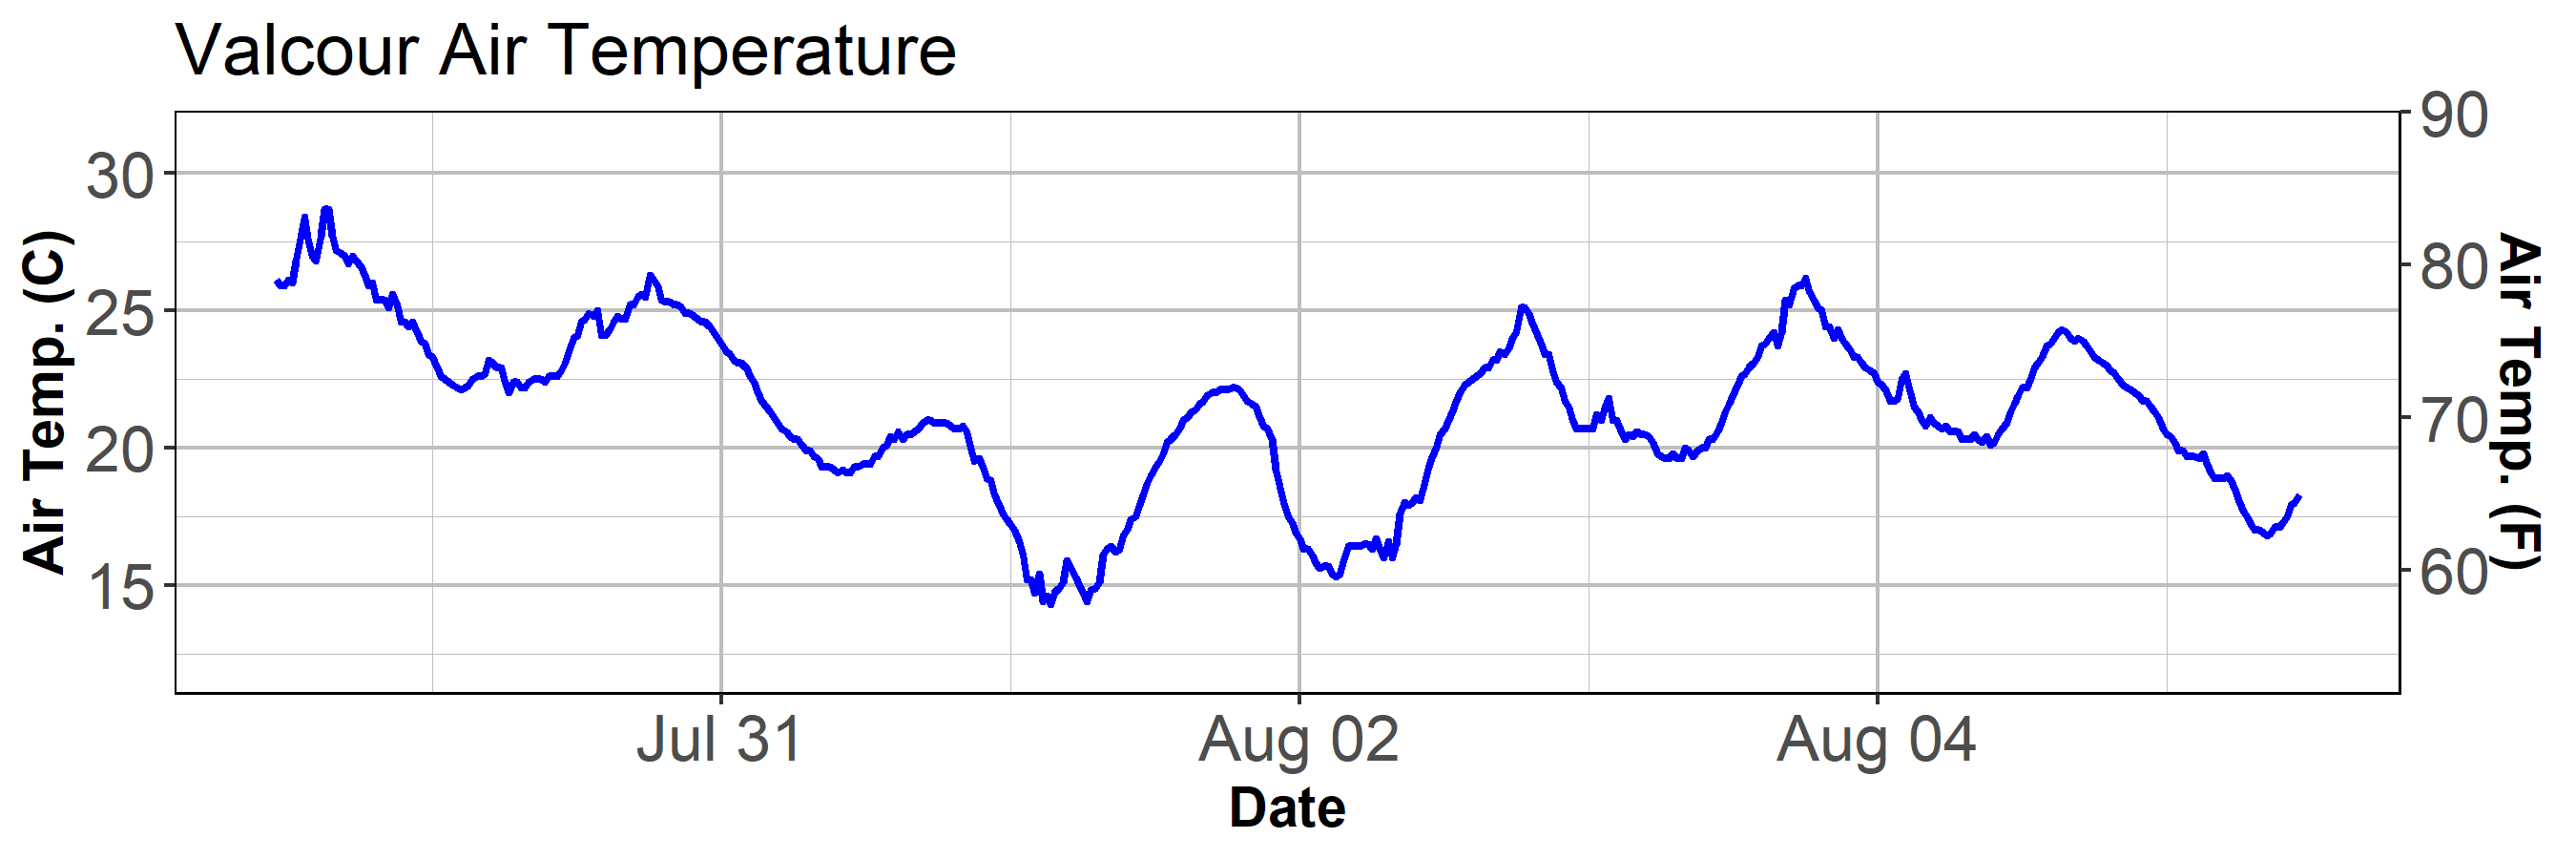 Valcour Air Temperature
Air Temp. (C)
30
25
20
15
90
80
70
60
Air Temp. (F)
Jul 31
Aug 02
Aug 04
Date